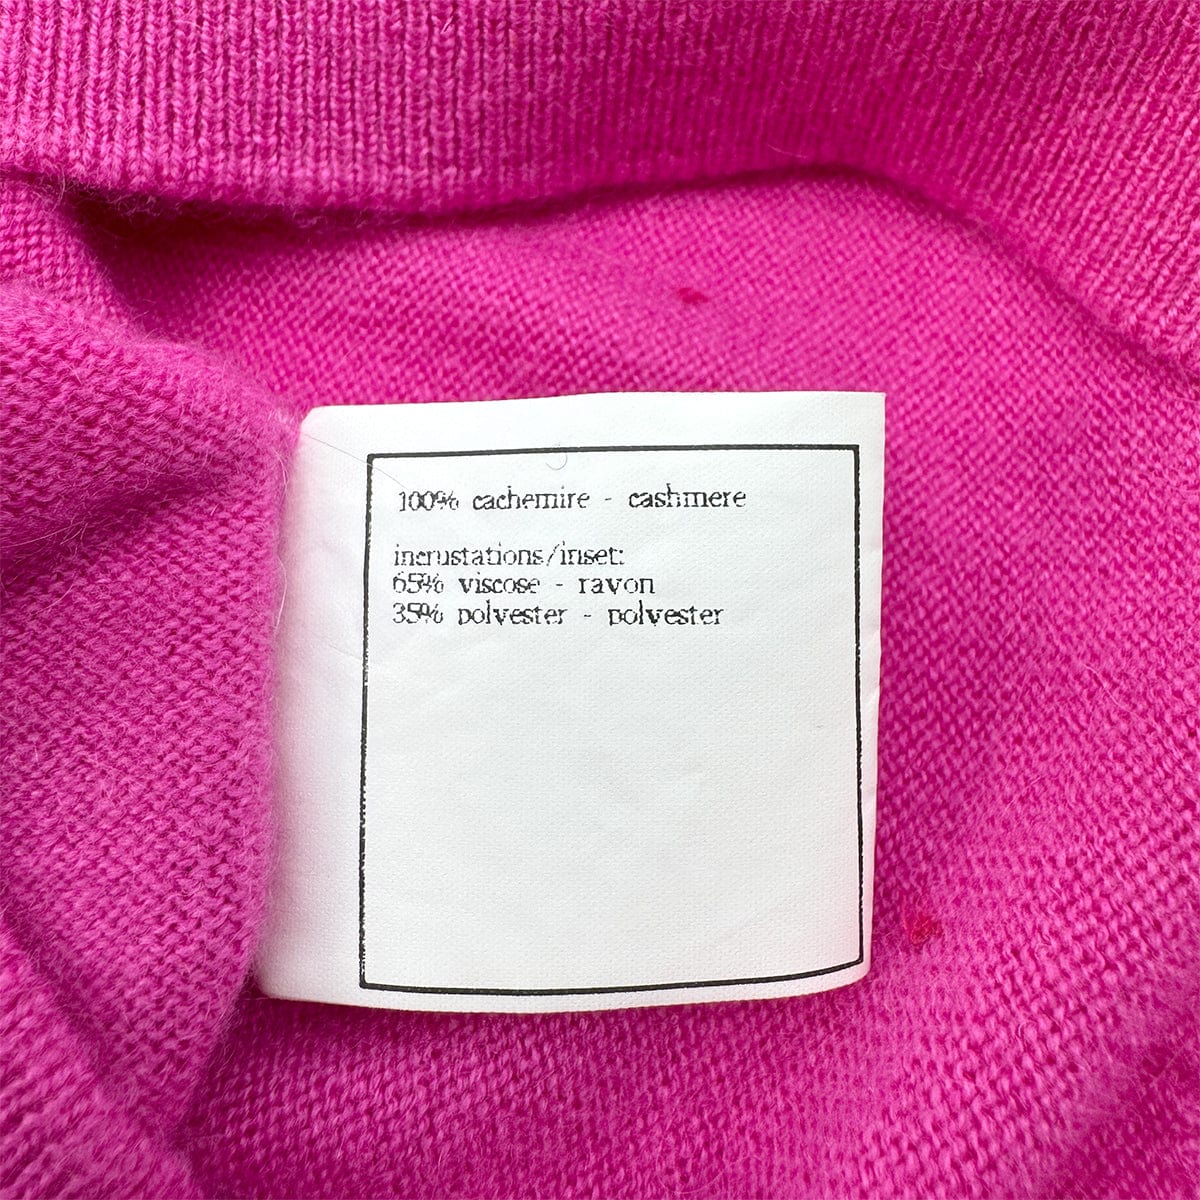 100% cachemire - cashmere
incrustations/inset:
65% viscose - rayon
35% polyester - polyester